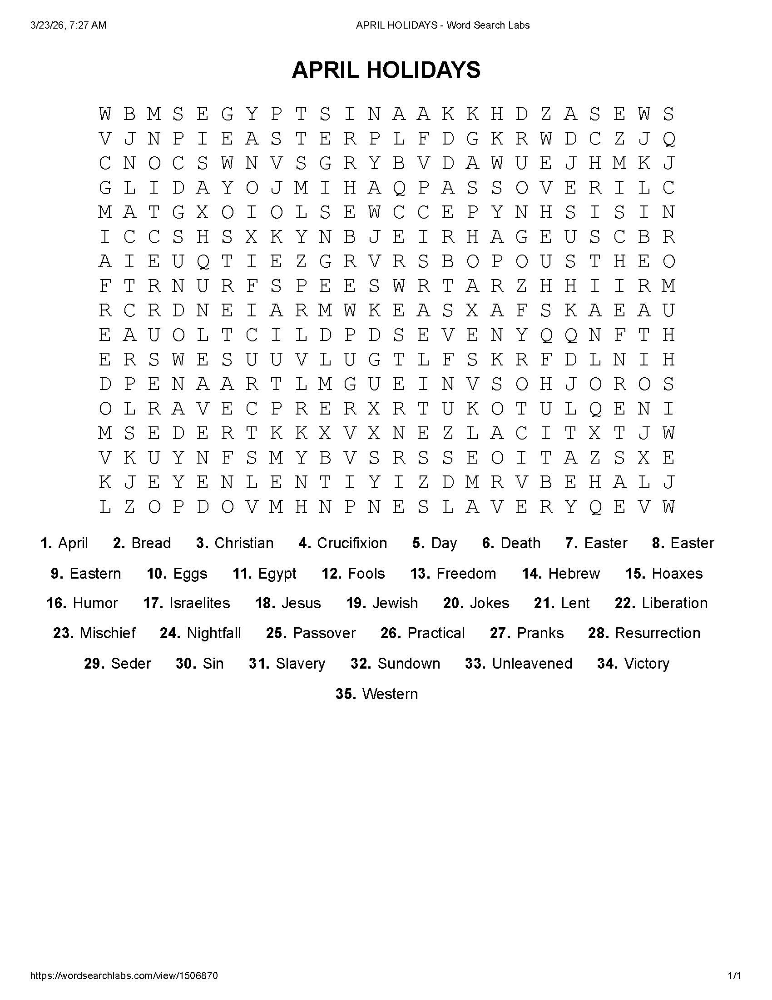 3/23/26, 7:27 AM APRIL HOLIDAYS - Word Search Labs
APRIL HOLIDAYS
W B M S E G Y P T S I N A A K K H D Z A S E W S
V J N P I E A S T E R P L F D G K R W D C Z J Q
C N O C S W N V S G R Y B V D A W U E J H M K J
G L I D A Y O J M I H A Q P A S S O V E R I L C
M A T G X O I O L S E W C C E P Y N H S I S I N
I C C S H S X K Y N B J E I R H A G E U S C B R
A I E U Q T I E Z G R V R S B O P O U S T H E O
F T R N U R F S P E E S W R T A R Z H H I I R M
R C R D N E I A R M W K E A S X A F S K A E A U
E A U O L T C I L D P D S E V E N Y Q Q N F T H
E R S W E S U U V L U G T L F S K R F D L N I H
D P E N A A R T L M G U E I N V S O H J O R O S
O L R A V E C P R E R X R T U K O T U L Q E N I
M S E D E R T K K X V X N E Z L A C I T X T J W
V K U Y N F S M Y B V S R S S E O I T A Z S X E
K J E Y E N L E N T I Y I Z D M R V B E H A L J
L Z O P D O V M H N P N E S L A V E R Y Q E V W
1. April 2. Bread 3. Christian 4. Crucifixion 5. Day 6. Death 7. Easter 8. Easter
9. Eastern 10. Eggs 11. Egypt 12. Fools 13. Freedom 14. Hebrew 15. Hoaxes
16. Humor 17. Israelites 18. Jesus 19. Jewish 20. Jokes 21. Lent 22. Liberation
23. Mischief 24. Nightfall 25. Passover 26. Practical 27. Pranks 28. Resurrection
29. Seder 30. Sin 31. Slavery 32. Sundown 33. Unleavened 34. Victory
35. Western
https://wordsearchlabs.com/view/1506870 1/1